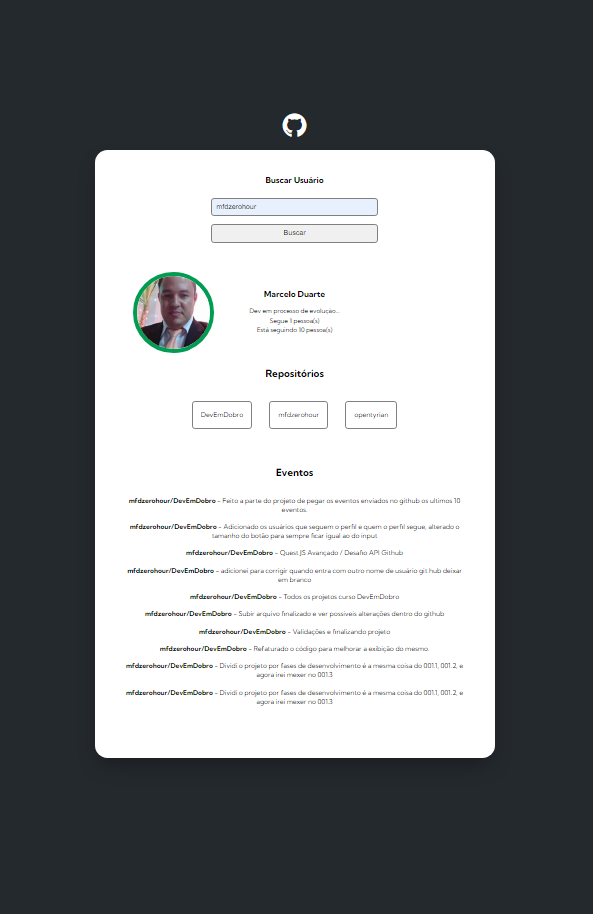 Buscar Usuário
mfdzerohour
Buscar
Marcelo Duarte
Dev em processo de evolução...
Segue 1 pessoa(s)
Está seguindo 10 pessoa(s)
Repositórios
DevEmDobro
mfdzerohour
opentyrian
Eventos
mfdzerohour/DevEmDobro - Feito a parte do projeto de pegar os eventos enviados no github os ultimos 10
eventos.
mfdzerohour/DevEmDobro - Adicionado os usuários que seguem o perfil e quem o perfil segue, alterado o
tamanho do botão para sempre ficar igual ao do input
mfdzerohour/DevEmDobro - Quest JS Avançado / Desafio API Github
mfdzerohour/DevEmDobro - adicionei para corrigir quando entra com outro nome de usuário git hub deixar
em branco
mfdzerohour/DevEmDobro - Todos os projetos curso DevEmDobro
mfdzerohour/DevEmDobro - Subir arquivo finalizado e ver possiveis alterações dentro do github
mfdzerohour/DevEmDobro - Validações e finalizando projeto
mfdzerohour/DevEmDobro - Refaturado o código para melhorar a exibição do mesmo.
mfdzerohour/DevEmDobro - Dividi o projeto por fases de desenvolvimento é a mesma coisa do 001.1, 001.2, e
agora irei mexer no 001.3
mfdzerohour/DevEmDobro - Dividi o projeto por fases de desenvolvimento é a mesma coisa do 001.1, 001.2, e
agora irei mexer no 001.3